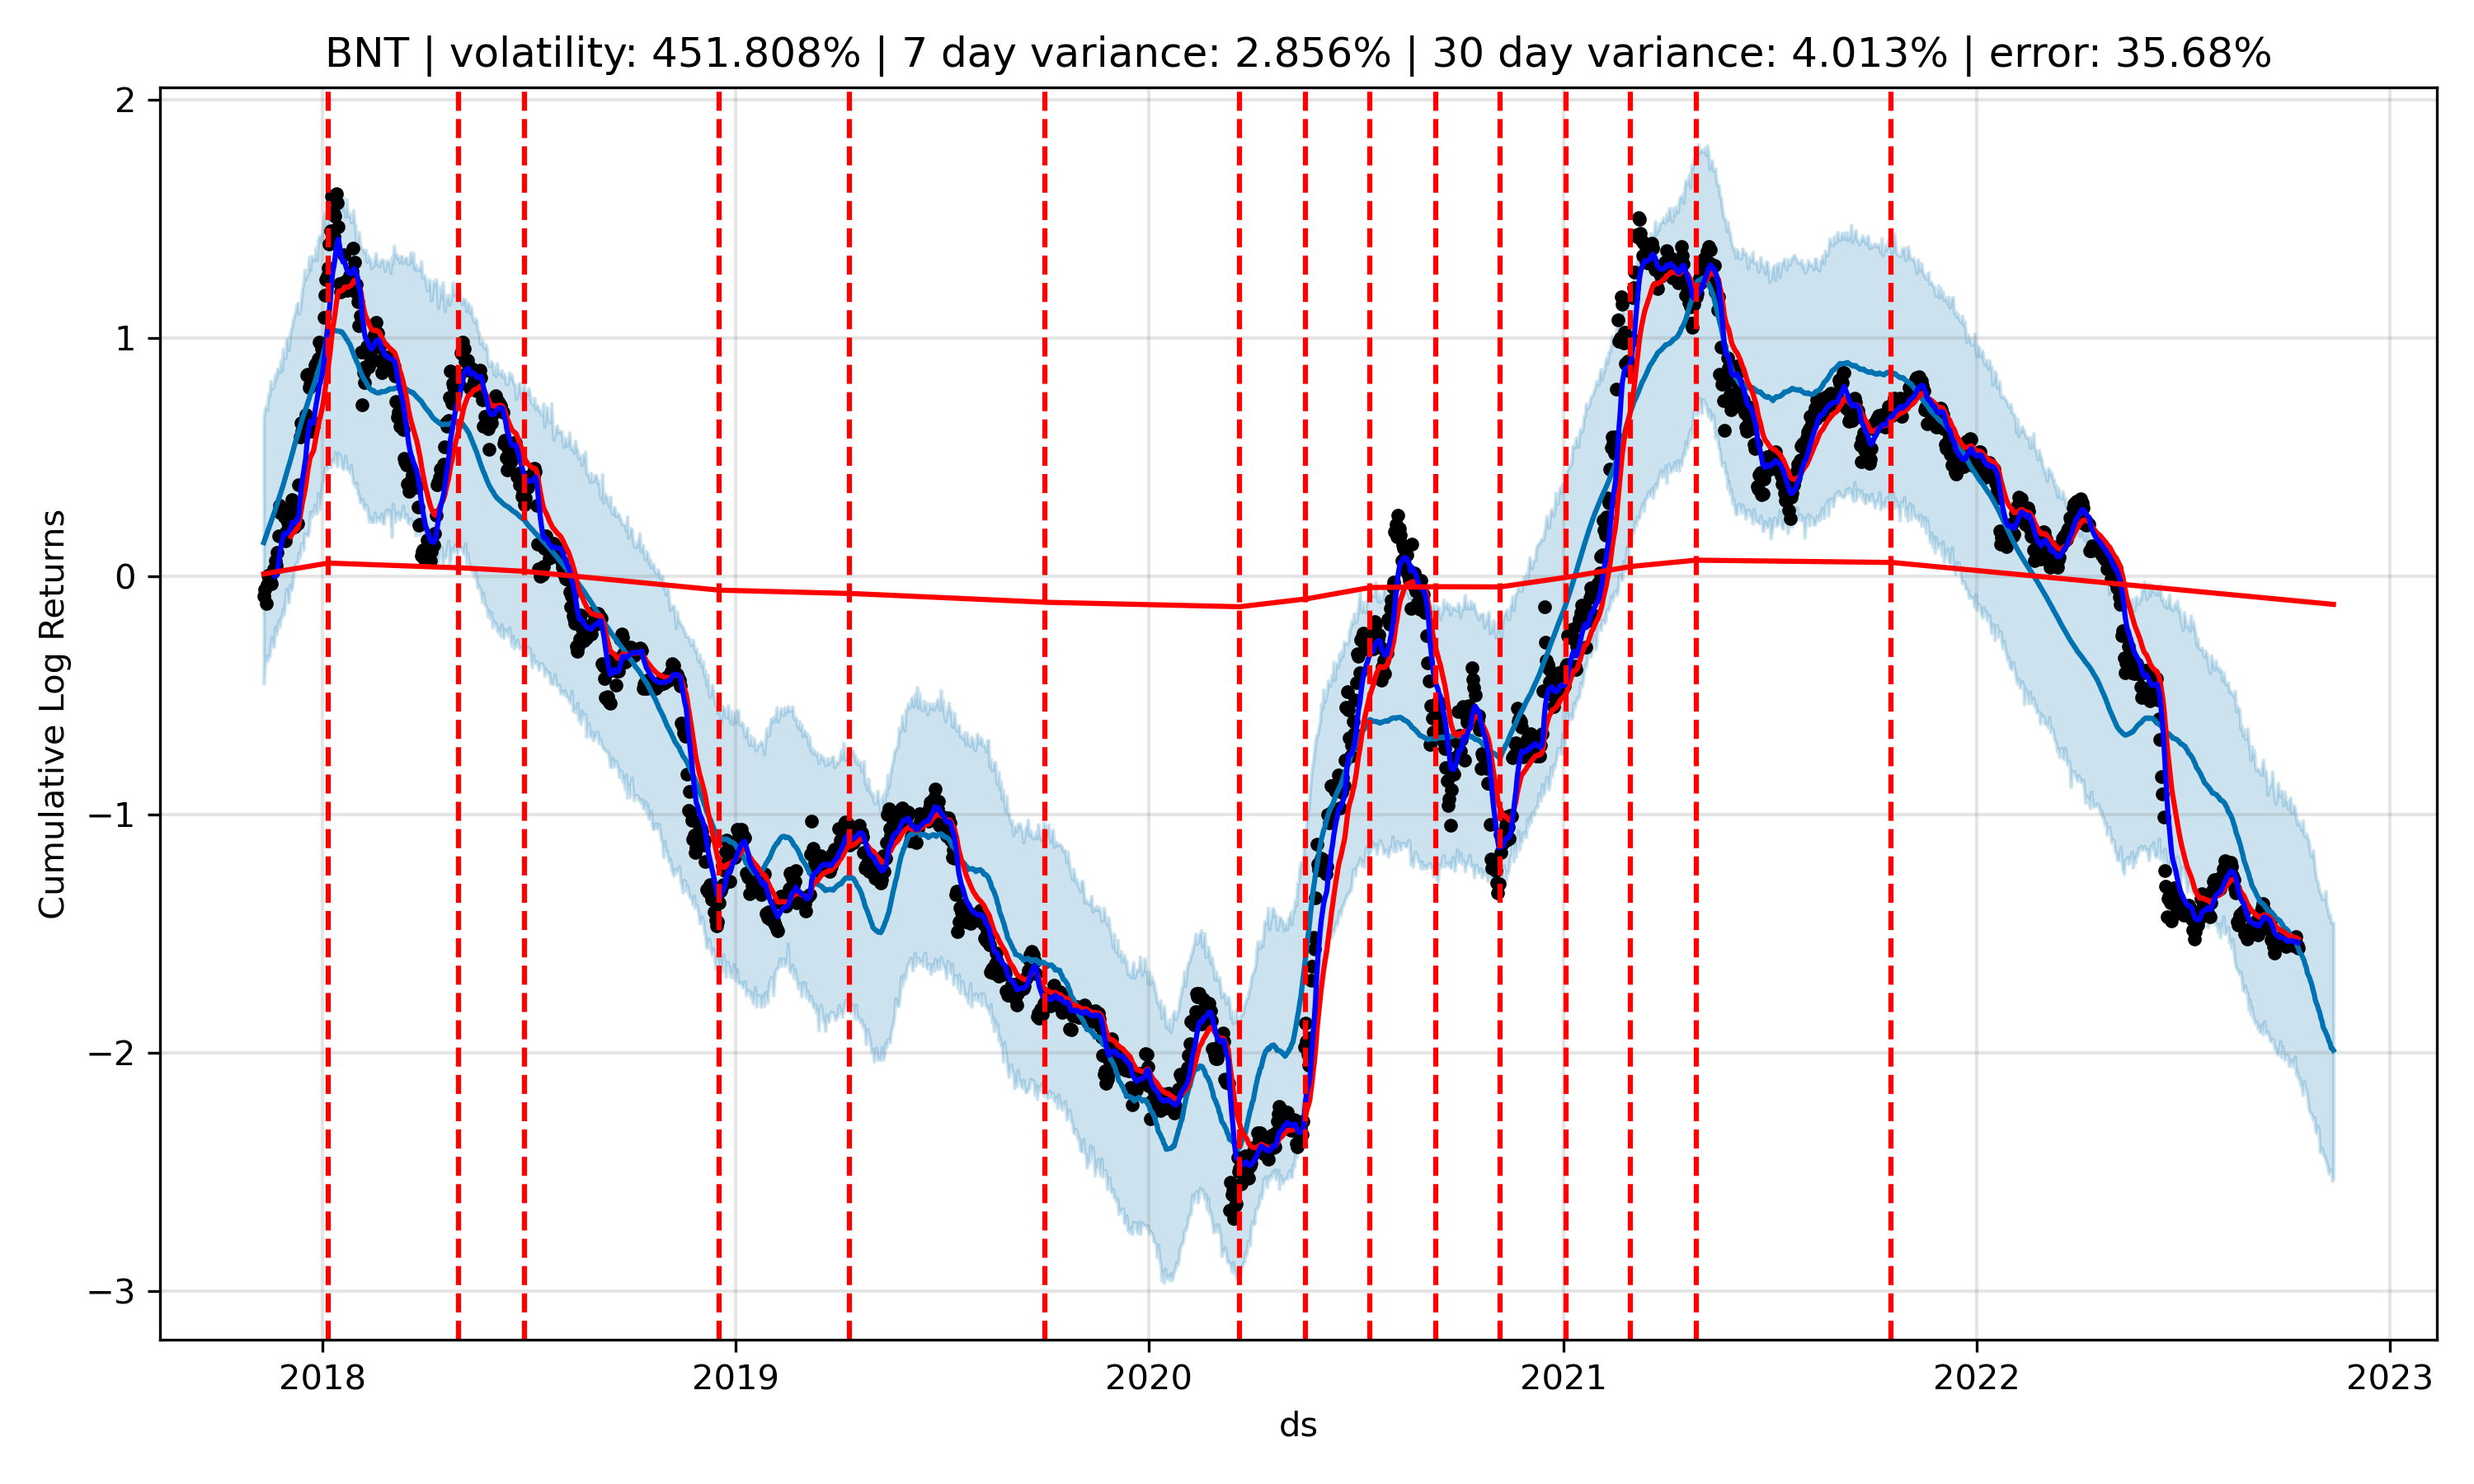 BNT | volatility: 451.808% | 7 day variance: 2.856% | 30 day variance: 4.013% | error: 35.68%
Cumulative Log Returns
2
1
0
−1
−2
−3
2018 2019 2020 2021 2022 2023
ds